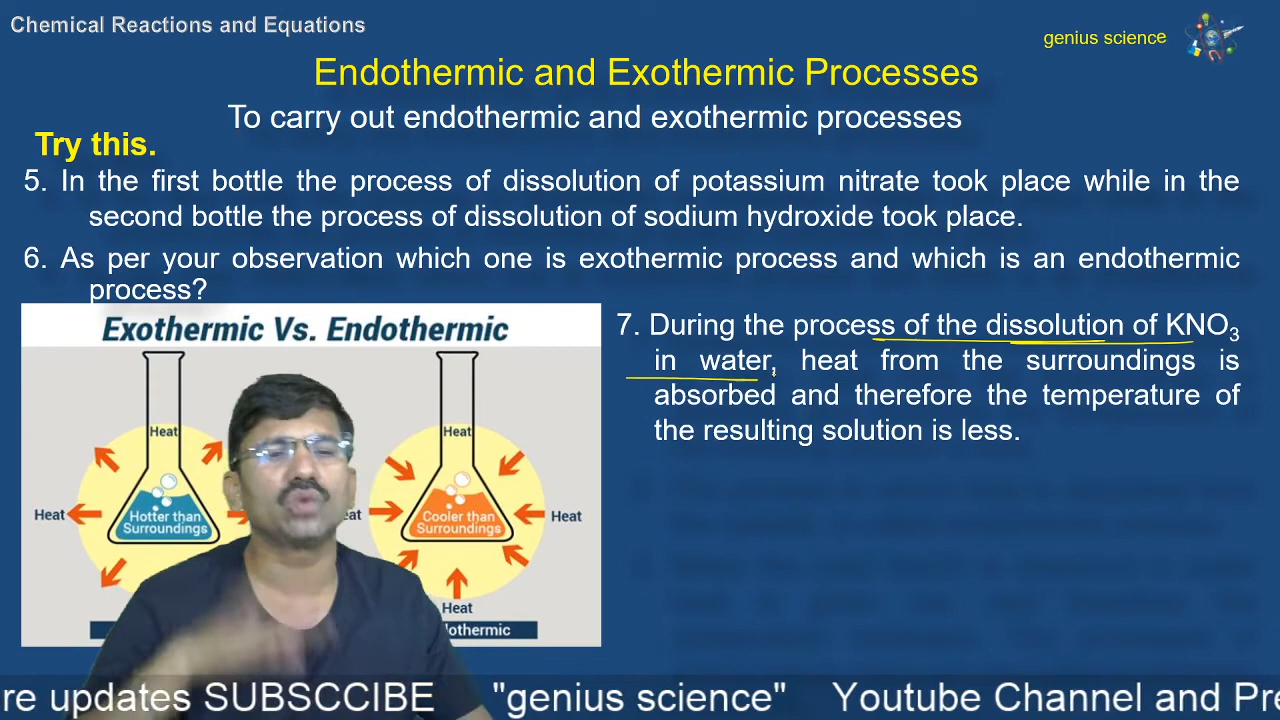 Chemical Reactions and Equations
genius science
Endothermic and Exothermic Processes
To carry out endothermic and exothermic processes
Try this.
5. In the first bottle the process of dissolution of potassium nitrate took place while in the
second bottle the process of dissolution of sodium hydroxide took place.
6. As per your observation which one is exothermic process and which is an endothermic
process?
Exothermic Vs. Endothermic
Heat
Heat
Hotter than
Surroundings
Heat
Heat
Cooler than
Surroundings
Heat
7. During the process of the dissolution of KNO₃
in water, heat from the surroundings is
absorbed and therefore the temperature of
the resulting solution is less.
re updates SUBSCCIBE "genius science" Youtube Channel and Pre